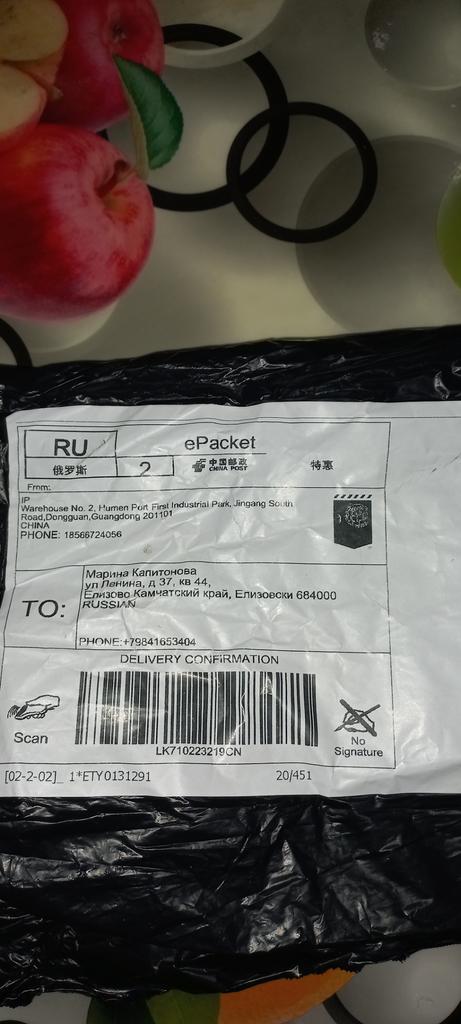 RU
俄罗斯
2
ePacket
中国邮政
CHINA POST
特惠
From:
IP
Warehouse No. 2, Humen Port First Industrial Park, Jingang South
Road,Dongguan,Guangdong 201101
CHINA
PHONE: 18566724056
TO:
Марина Капитонова
ул Ленина, д 37, кв 44,
Елизово Камчатский край, Елизовски 684000
RUSSIAN
PHONE:+79841653404
DELIVERY CONFIRMATION
Scan
LK710223219CN
No
Signature
[02-2-02]_ 1*ETY0131291
20/451